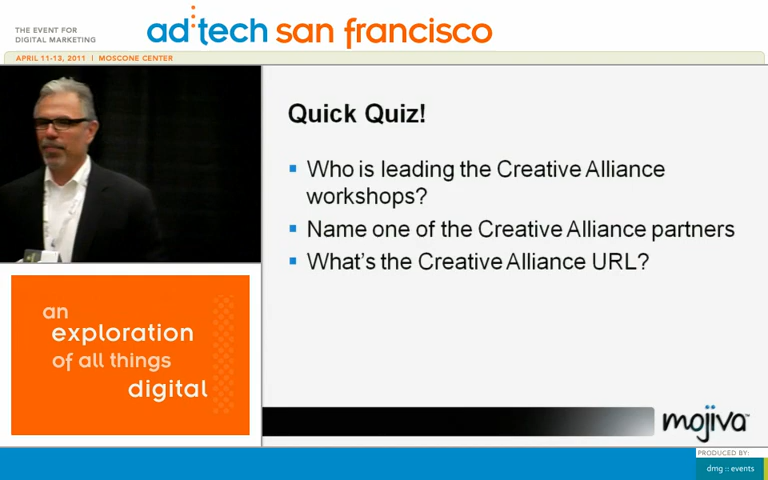 THE EVENT FOR
DIGITAL MARKETING
ad:tech san francisco
APRIL 11-13, 2011 | MOSCONE CENTER
Quick Quiz!
Who is leading the Creative Alliance
workshops?
Name one of the Creative Alliance partners
What's the Creative Alliance URL?
an
exploration
of all things
digital
mojiva™
PRODUCED BY:
dmg :: events